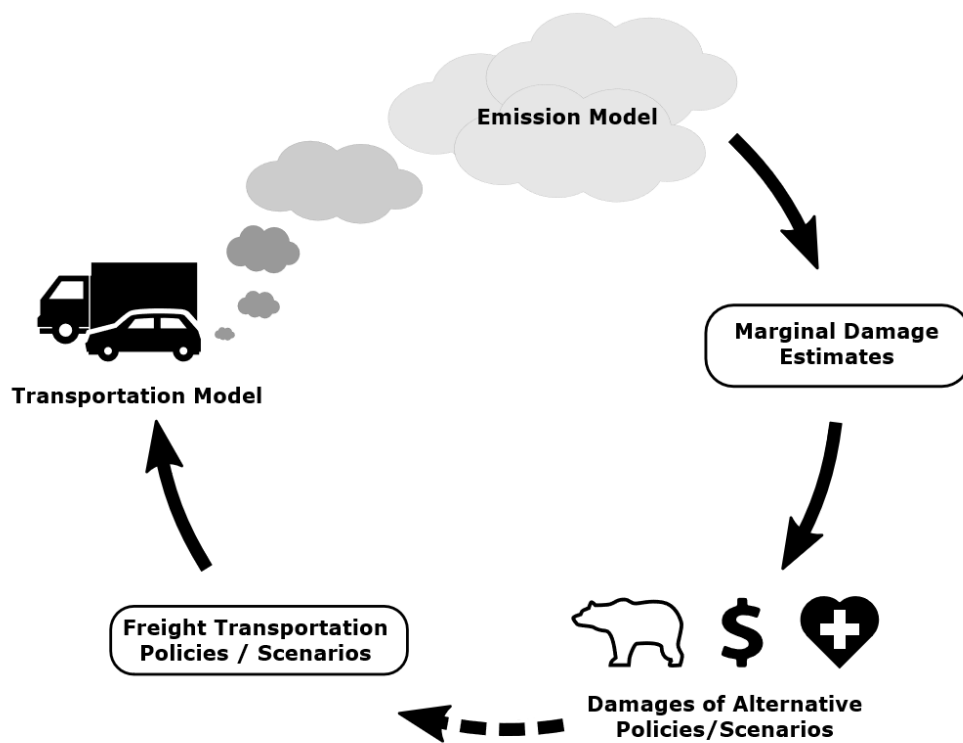 Emission Model
Marginal Damage
Estimates
Transportation Model
Freight Transportation
Policies / Scenarios
$
Damages of Alternative
Policies/Scenarios